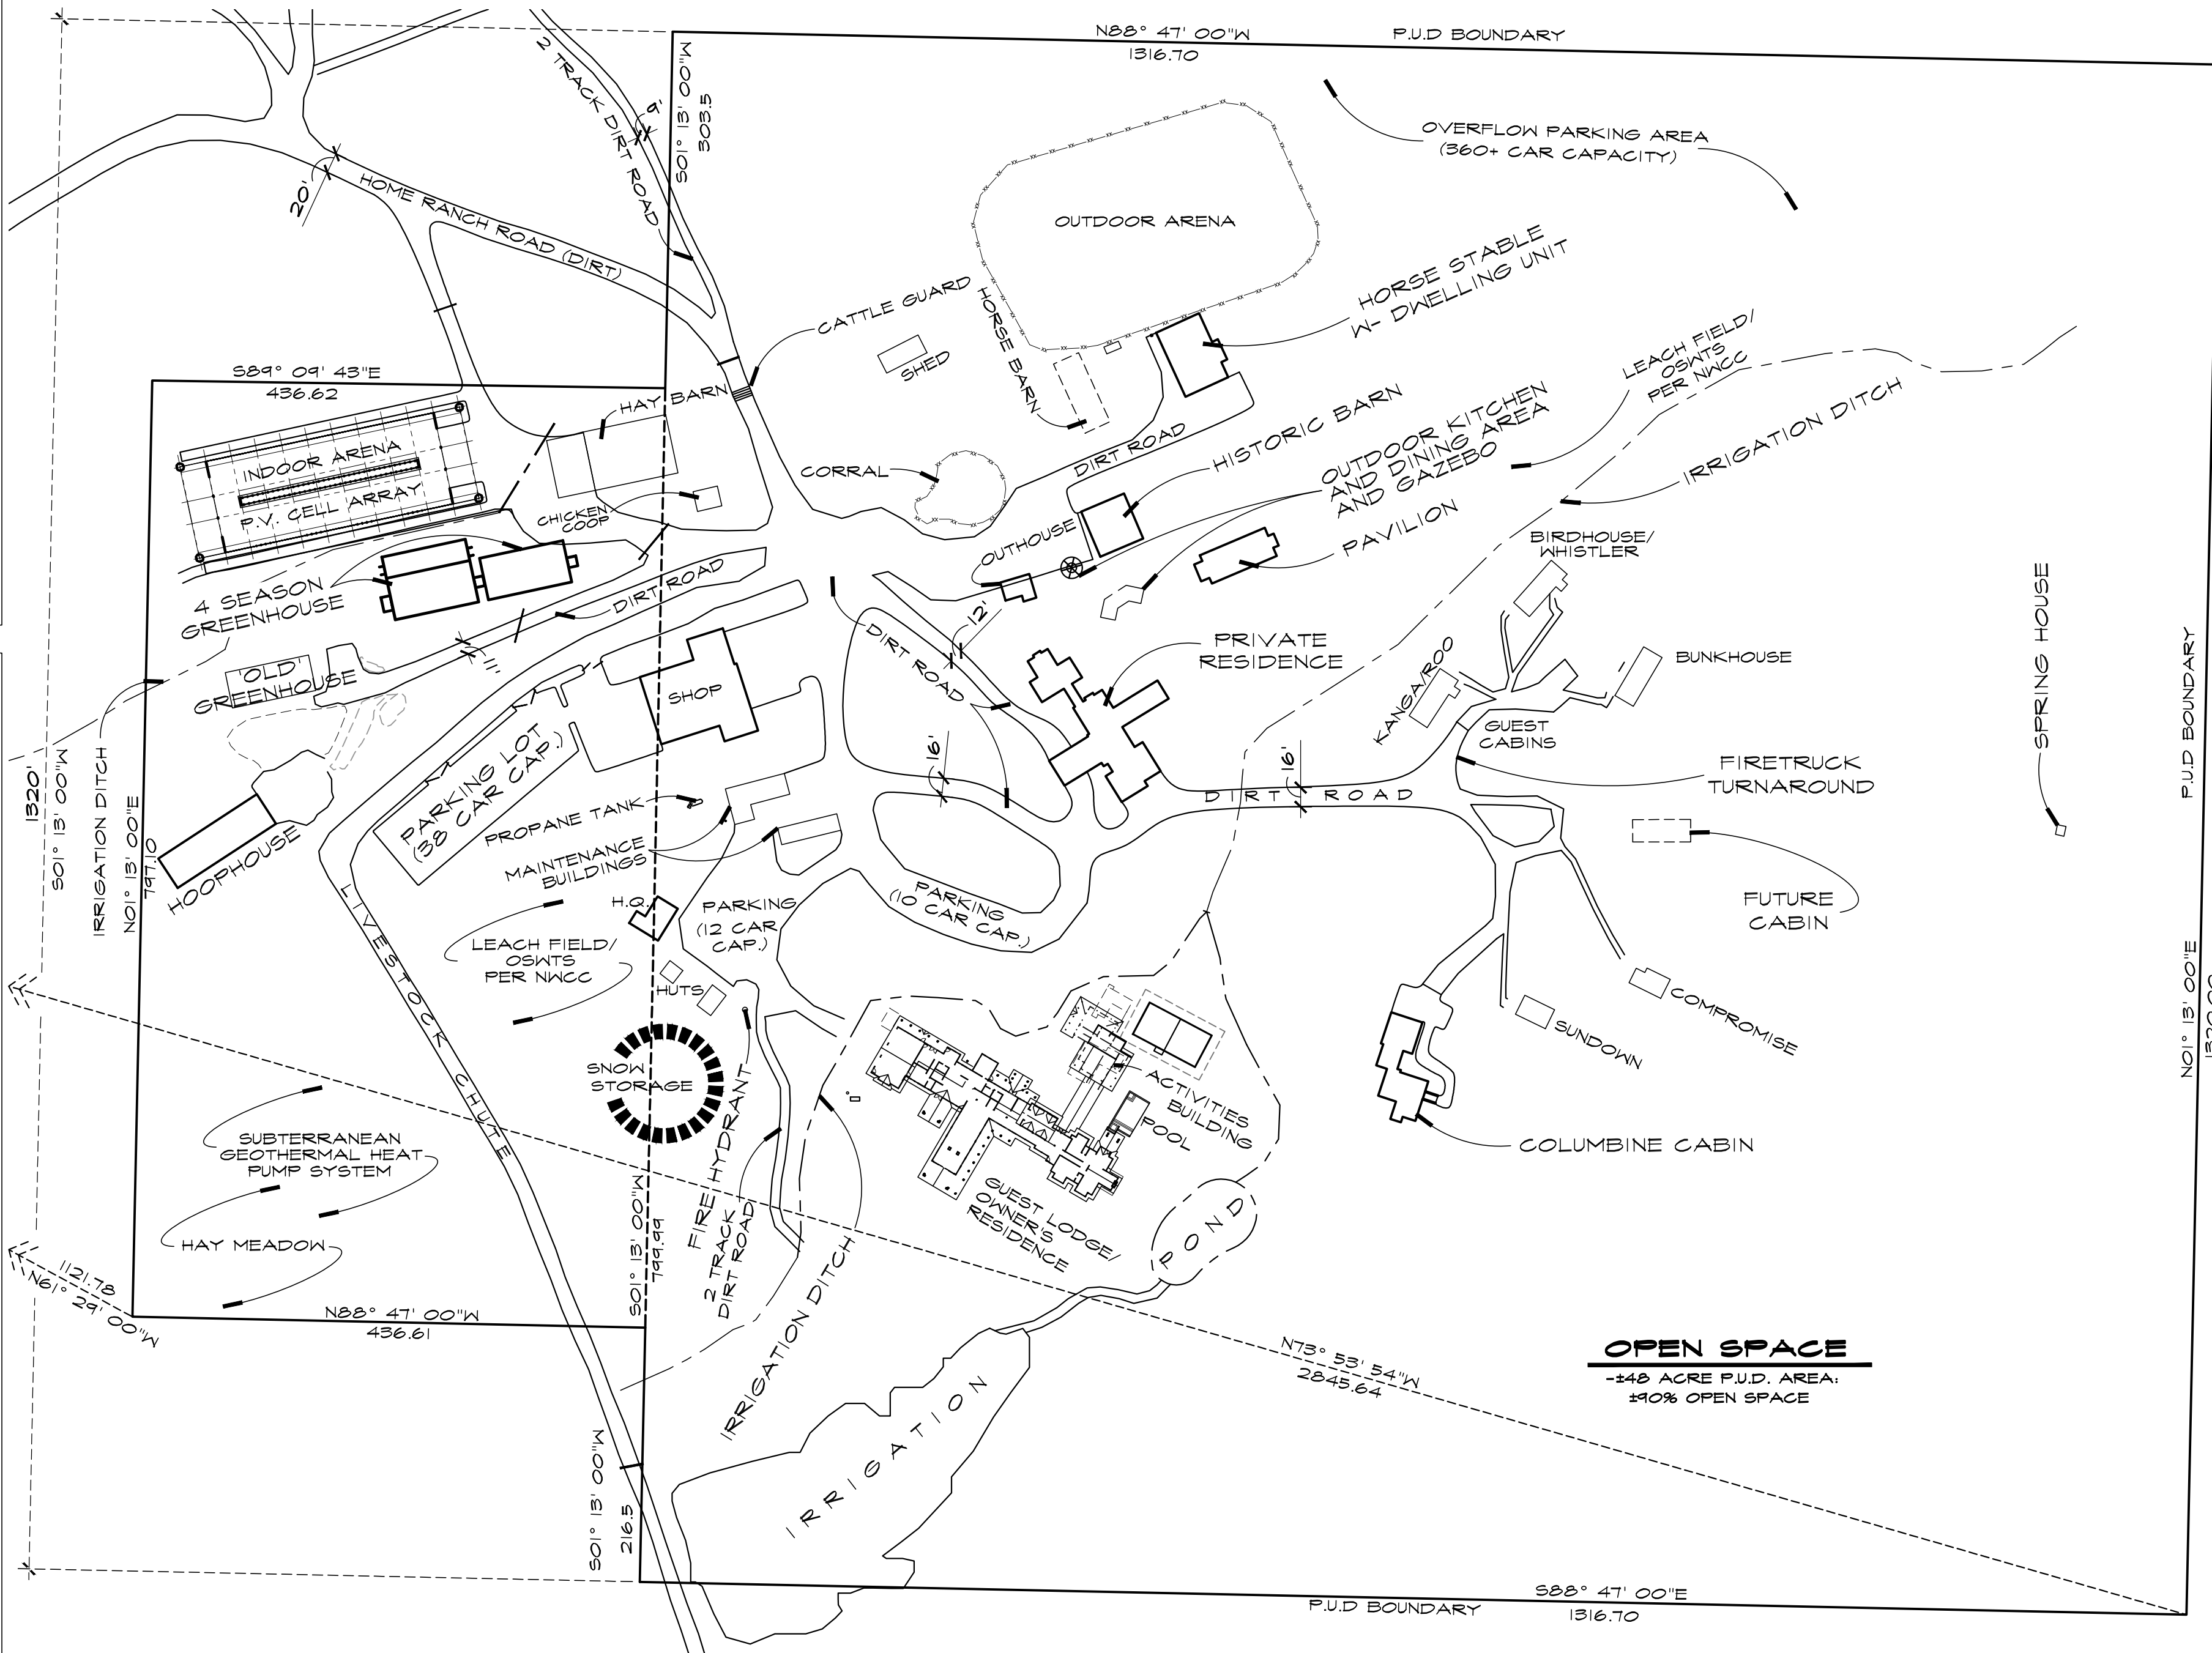 N88° 47' 00"W
1316.70
P.U.D BOUNDARY
2 TRACK DIRT ROAD
9'
S01° 13' 00"W
303.5
OVERFLOW PARKING AREA
(360+ CAR CAPACITY)
20'
HOME RANCH ROAD (DIRT)
OUTDOOR ARENA
HORSE STABLE
W- DWELLING UNIT
CATTLE GUARD
HORSE BARN
SHED
LEACH FIELD/
OSWTS
PER NWCC
S89° 09' 43"E
436.62
HAY BARN
INDOOR ARENA
P.V. CELL ARRAY
CHICKEN
COOP
CORRAL
DIRT ROAD
HISTORIC BARN
OUTDOOR KITCHEN
AND DINING AREA
AND GAZEBO
IRRIGATION DITCH
PAVILION
OUTHOUSE
BIRDHOUSE/
WHISTLER
4 SEASON
GREENHOUSE
DIRT ROAD
11'
12'
DIRT ROAD
PRIVATE
RESIDENCE
KANGA/ROO
BUNKHOUSE
SPRING HOUSE
P.U.D BOUNDARY
'OLD'
GREENHOUSE
SHOP
PARKING LOT
(38 CAR CAP.)
16'
16'
GUEST
CABINS
FIRETRUCK
TURNAROUND
DIRT ROAD
1320'
S01° 13' 00"W
IRRIGATION DITCH
N01° 13' 00"E
797.10
HOOPHOUSE
PROPANE TANK
MAINTENANCE
BUILDINGS
H.Q.
PARKING
(12 CAR
CAP.)
PARKING
(10 CAR CAP.)
FUTURE
CABIN
LIVESTOCK CHUTE
LEACH FIELD/
OSWTS
PER NWCC
HUTS
COMPROMISE
SUNDOWN
N01° 13' 00"E
SNOW
STORAGE
FIRE HYDRANT
ACTIVITIES
BUILDING
POOL
COLUMBINE CABIN
SUBTERRANEAN
GEOTHERMAL HEAT
PUMP SYSTEM
HAY MEADOW
S01° 13' 00"W
799.99
2 TRACK
DIRT ROAD
GUEST LODGE/
OWNER'S
RESIDENCE
POND
IRRIGATION DITCH
1121.78
N61° 29' 00"W
N88° 47' 00"W
436.61
N73° 53' 54"W
2845.64
OPEN SPACE
-±48 ACRE P.U.D. AREA:
±90% OPEN SPACE
IRRIGATION
S01° 13' 00"W
216.5
S88° 47' 00"E
P.U.D BOUNDARY
1316.70